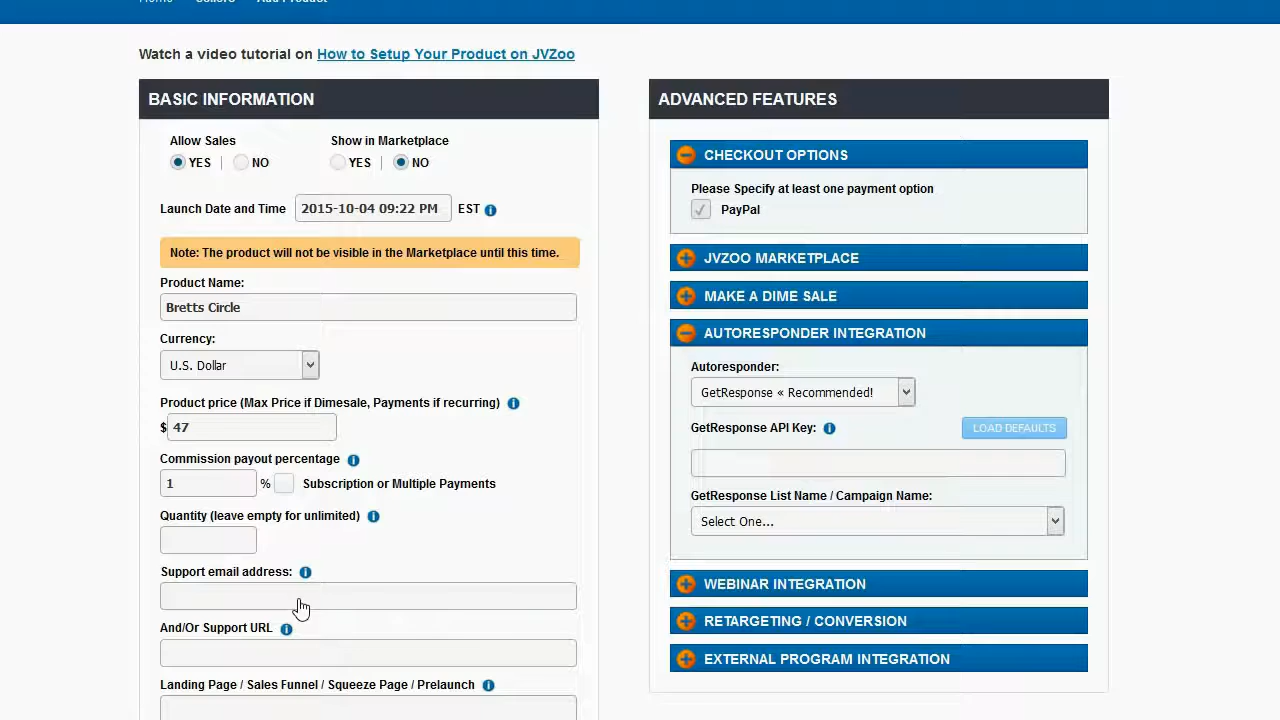 Home Sellers Add Product
Watch a video tutorial on How to Setup Your Product on JVZoo
BASIC INFORMATION
Allow Sales
Show in Marketplace
YES | NO
YES | NO
Launch Date and Time 2015-10-04 09:22 PM EST
Note: The product will not be visible in the Marketplace until this time.
Product Name:
Bretts Circle
Currency:
U.S. Dollar
Product price (Max Price if Dimesale, Payments if recurring)
$ 47
Commission payout percentage
1 % Subscription or Multiple Payments
Quantity (leave empty for unlimited)
Support email address:
And/Or Support URL
Landing Page / Sales Funnel / Squeeze Page / Prelaunch
ADVANCED FEATURES
CHECKOUT OPTIONS
Please Specify at least one payment option
PayPal
JVZOO MARKETPLACE
MAKE A DIME SALE
AUTORESPONDER INTEGRATION
Autoresponder:
GetResponse « Recommended!
GetResponse API Key:
LOAD DEFAULTS
GetResponse List Name / Campaign Name:
Select One...
WEBINAR INTEGRATION
RETARGETING / CONVERSION
EXTERNAL PROGRAM INTEGRATION